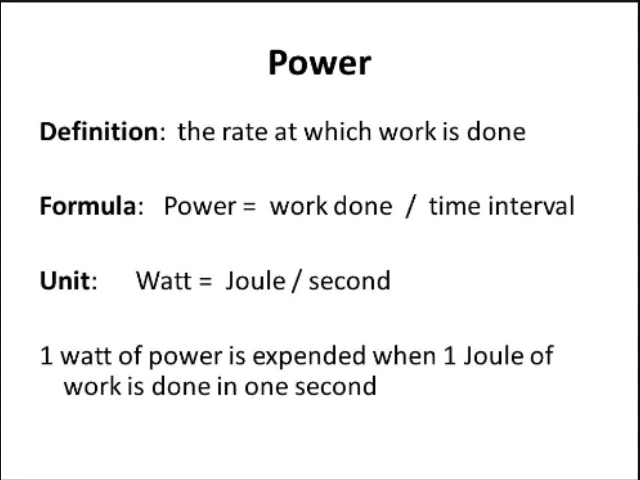 Power
Definition: the rate at which work is done
Formula: Power = work done / time interval
Unit: Watt = Joule / second
1 watt of power is expended when 1 Joule of
work is done in one second